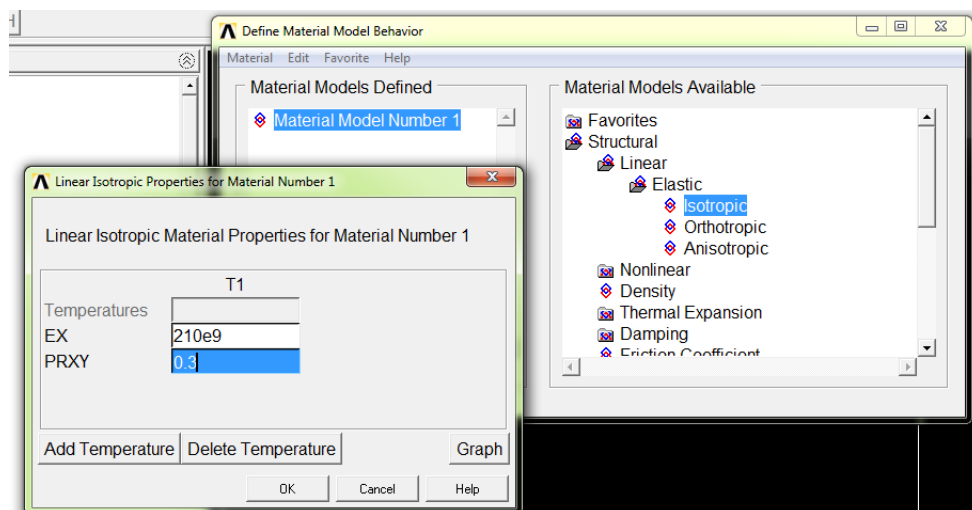 H
Define Material Model Behavior
Material Edit Favorite Help
Material Models Defined
Material Model Number 1
Material Models Available
Favorites
Structural
Linear
Elastic
Isotropic
Orthotropic
Anisotropic
Nonlinear
Density
Thermal Expansion
Damping
Friction Coefficient
Linear Isotropic Properties for Material Number 1
Linear Isotropic Material Properties for Material Number 1
T1
Temperatures
EX 210e9
PRXY 0.3
Add Temperature Delete Temperature Graph
OK Cancel Help